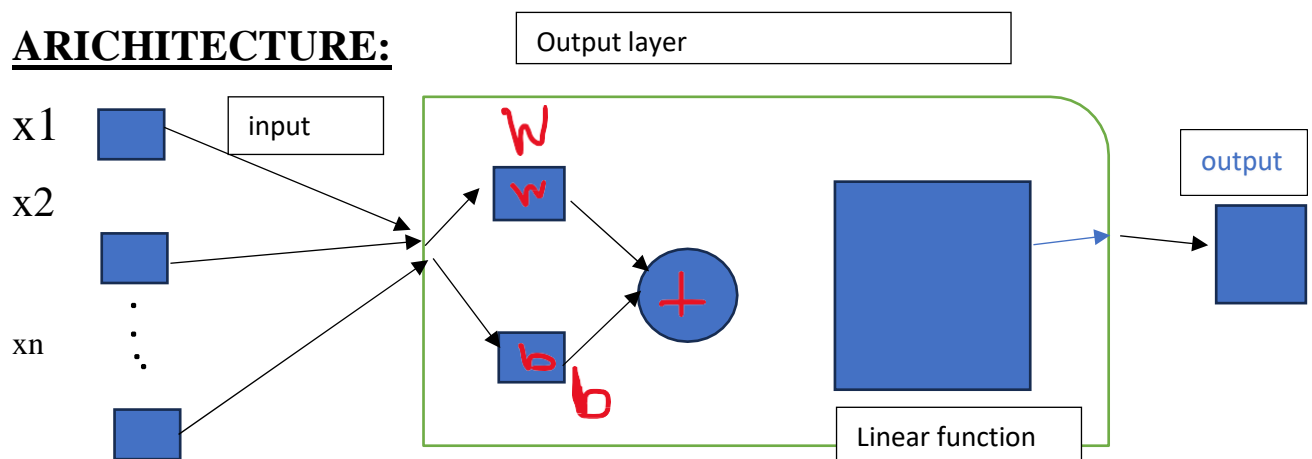 ARICHITECTURE:
Output layer
x1
input
W
w
output
x2
+
xn
b
b
Linear function